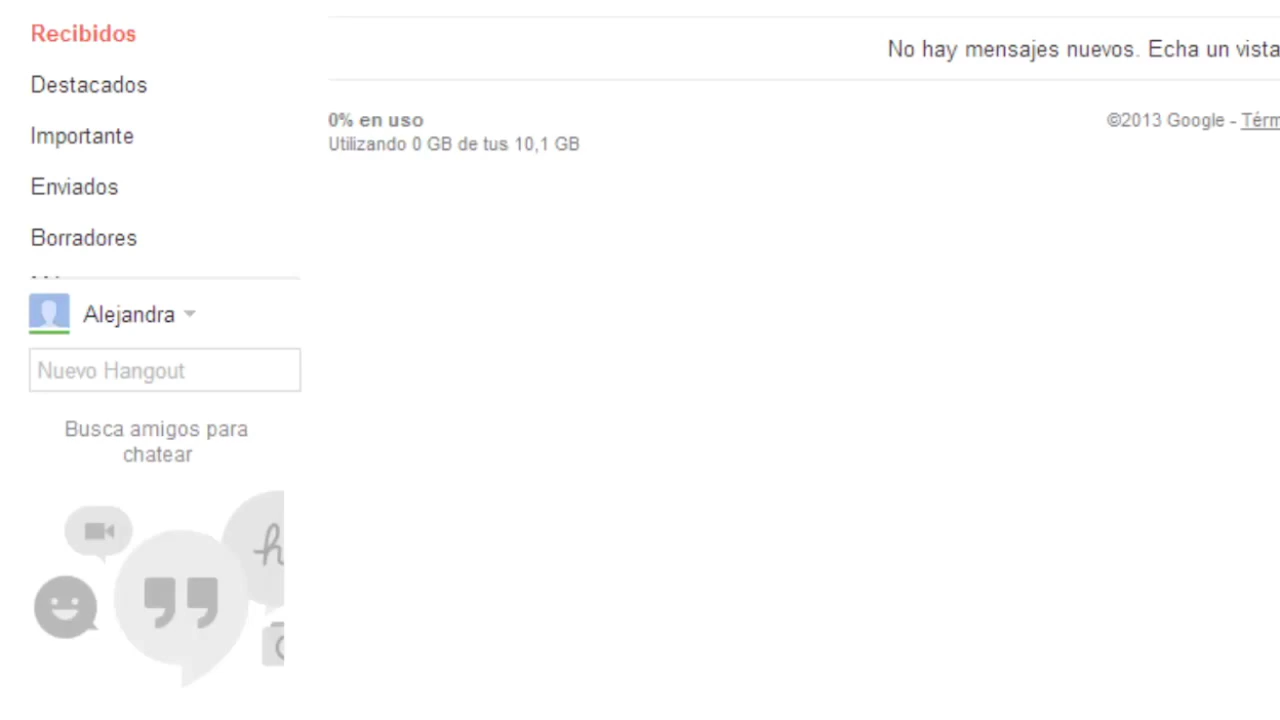 Recibidos
Destacados
Importante
Enviados
Borradores
Alejandra
Nuevo Hangout
Busca amigos para
chatear
No hay mensajes nuevos. Echa un vista
0% en uso
Utilizando 0 GB de tus 10,1 GB
©2013 Google - Térm